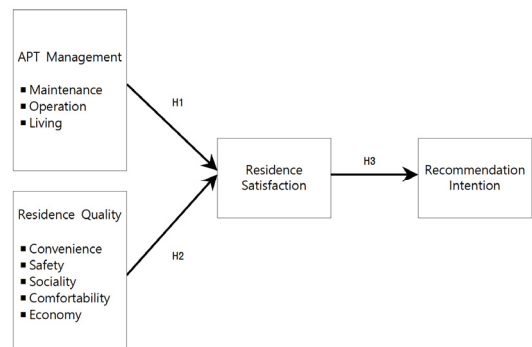 APT Management
■ Maintenance
■ Operation
■ Living
H1
Residence
Satisfaction
H3
Recommendation
Intention
Residence Quality
■ Convenience
■ Safety
■ Sociality
■ Comfortability
■ Economy
H2